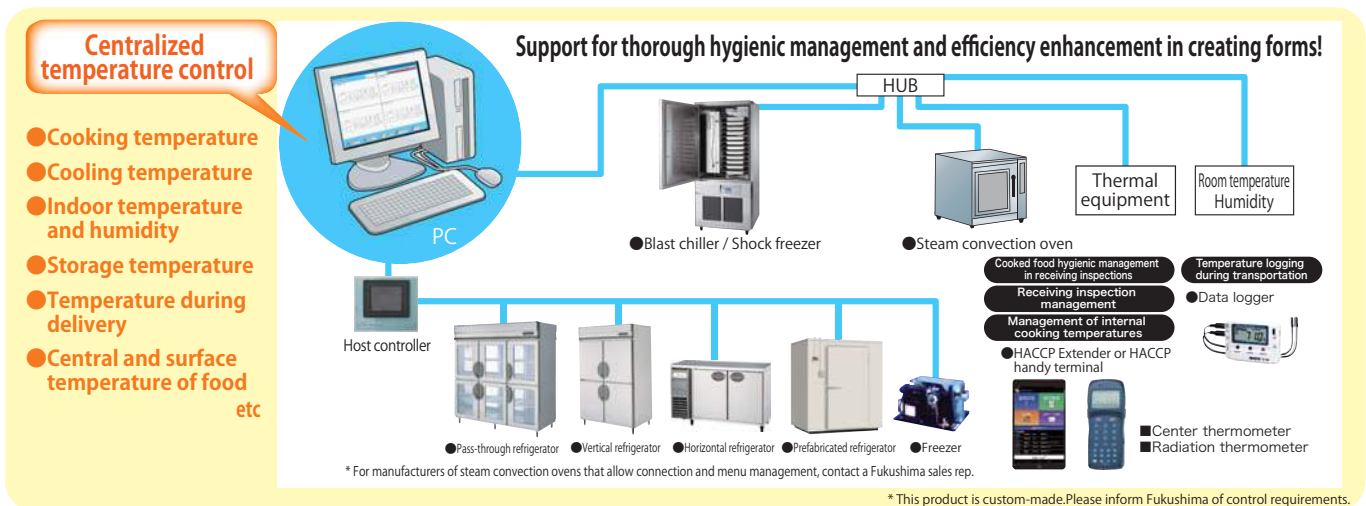 Centralized
temperature control
●Cooking temperature
●Cooling temperature
●Indoor temperature
and humidity
●Storage temperature
●Temperature during
delivery
●Central and surface
temperature of food
etc
Support for thorough hygienic management and efficiency enhancement in creating forms!
PC
HUB
●Blast chiller / Shock freezer
●Steam convection oven
Thermal
equipment
Room temperature
Humidity
Host controller
●Pass-through refrigerator
●Vertical refrigerator
●Horizontal refrigerator
●Prefabricated refrigerator
●Freezer
Cooked food hygienic management
in receiving inspections
Receiving inspection
management
Management of internal
cooking temperatures
●HACCP Extender or HACCP
handy terminal
Temperature logging
during transportation
●Data logger
■Center thermometer
■Radiation thermometer
* For manufacturers of steam convection ovens that allow connection and menu management, contact a Fukushima sales rep.
* This product is custom-made.Please inform Fukushima of control requirements.